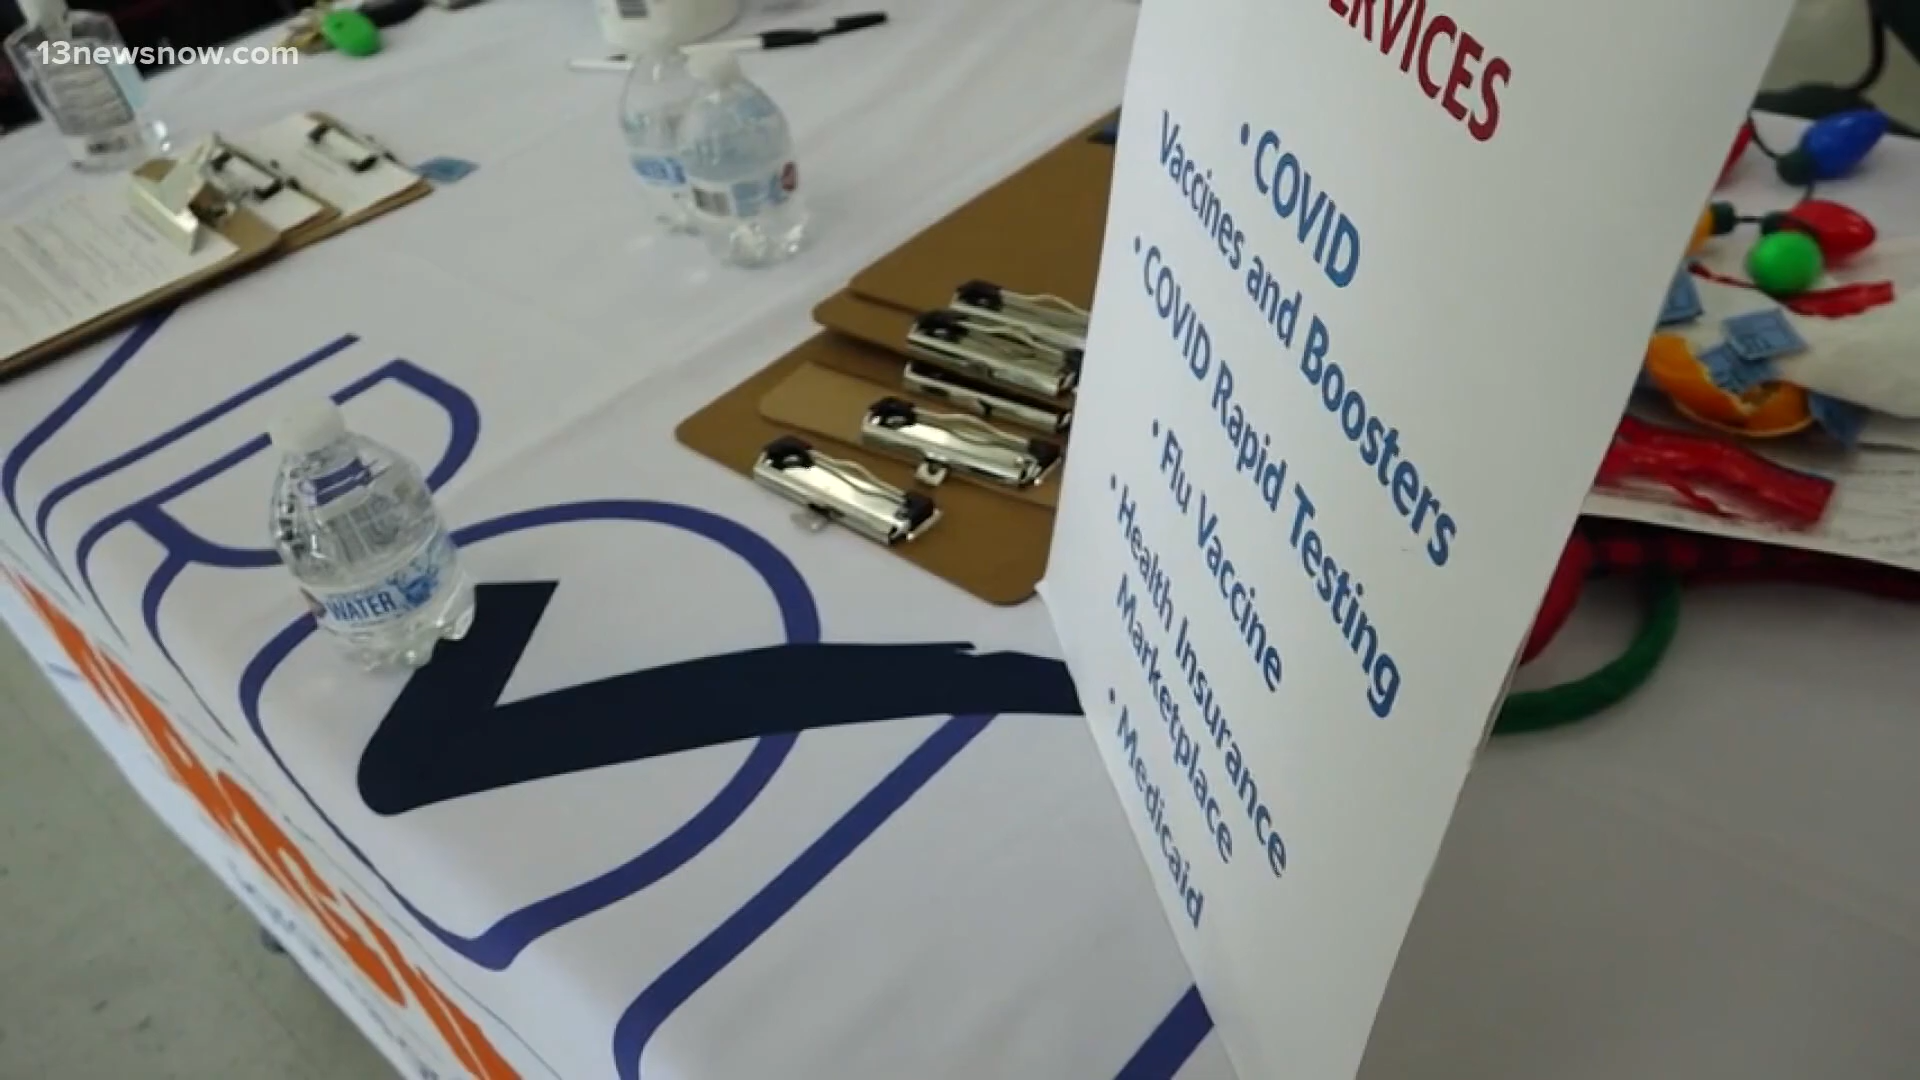 13newsnow.com
ERVICES
• COVID
Vaccines and Boosters
• COVID Rapid Testing
• Flu Vaccine
• Health Insurance
Marketplace
• Medicaid
WATER